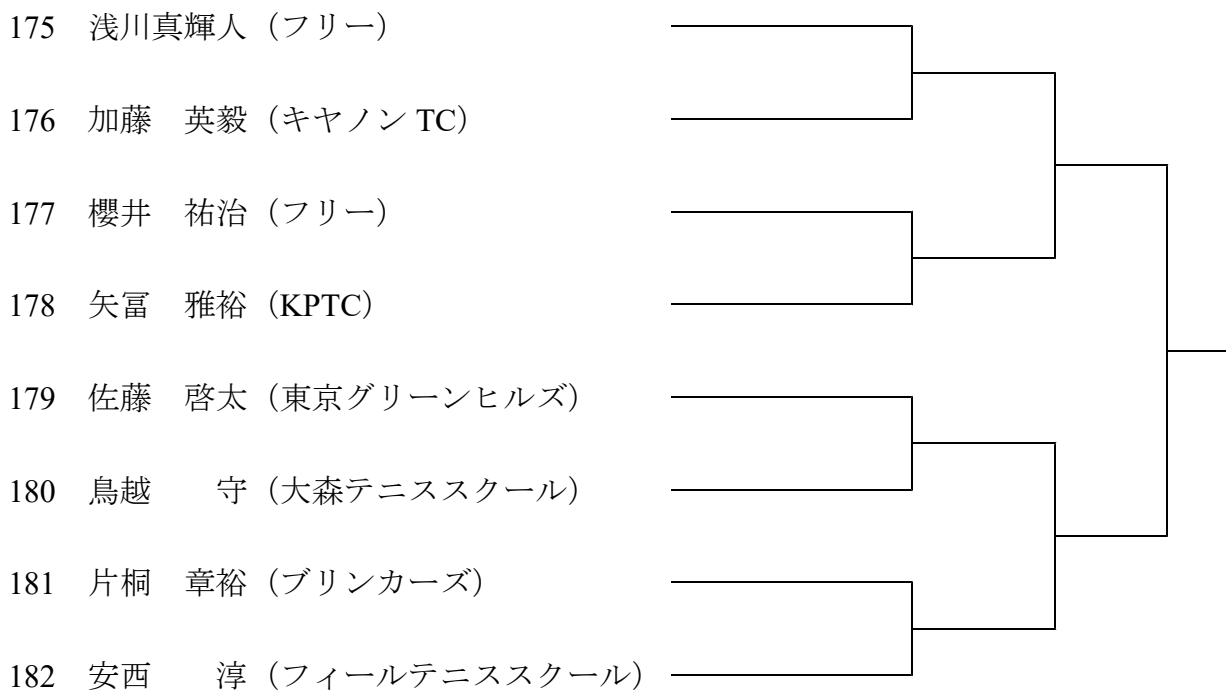 175 浅川真輝人（フリー）
176 加藤　英毅（キヤノン TC）
177 櫻井　祐治（フリー）
178 矢冨　雅裕（KPTC）
179 佐藤　啓太（東京グリーンヒルズ）
180 鳥越　　守（大森テニススクール）
181 片桐　章裕（ブリンカーズ）
182 安西　　淳（フィールテニススクール）